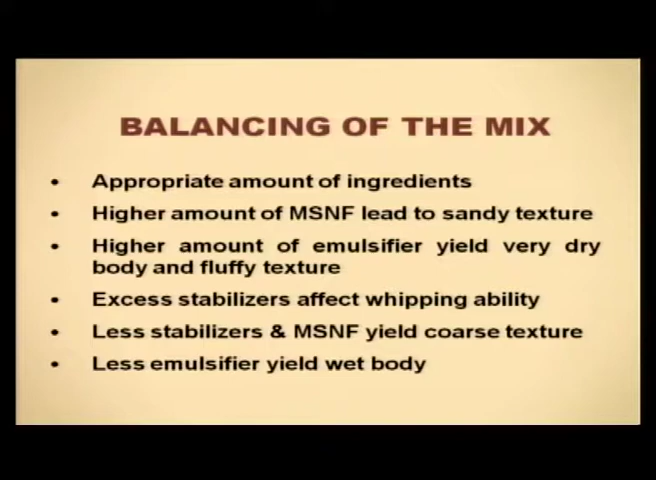 BALANCING OF THE MIX
• Appropriate amount of ingredients
• Higher amount of MSNF lead to sandy texture
• Higher amount of emulsifier yield very dry
body and fluffy texture
• Excess stabilizers affect whipping ability
• Less stabilizers & MSNF yield coarse texture
• Less emulsifier yield wet body